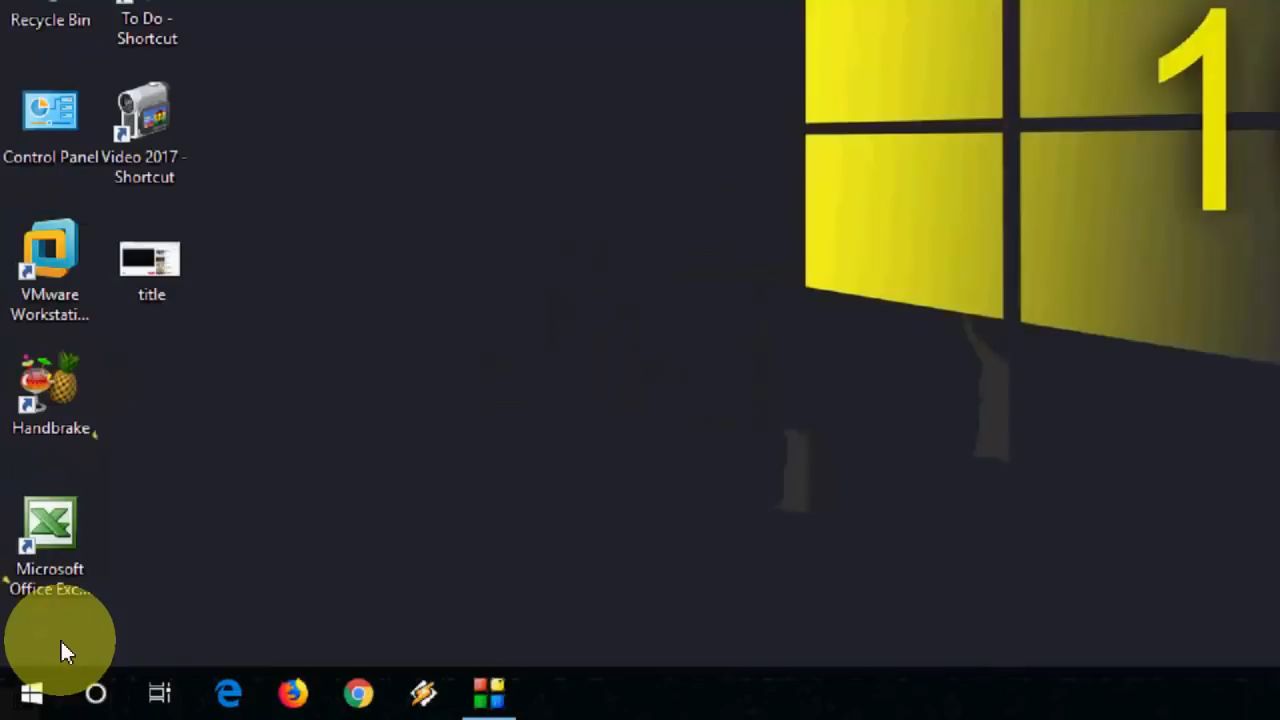 Recycle Bin
To Do -
Shortcut
Control Panel
Video 2017 -
Shortcut
VMware
Workstati...
title
Handbrake
Microsoft
Office Exc...
1